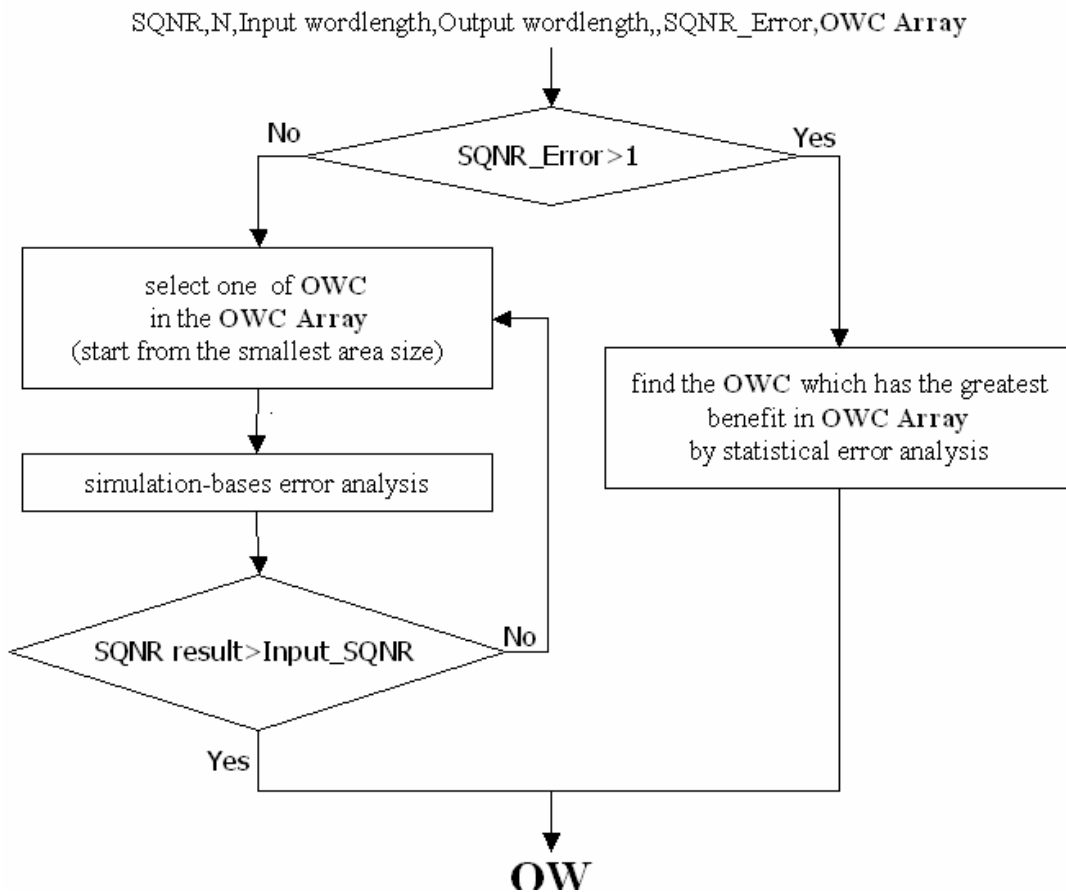 SQNR,N,Input wordlength,Output wordlength,,SQNR_Error,OWC Array
No
Yes
SQNR_Error>1
select one of OWC
in the OWC Array
(start from the smallest area size)
find the OWC which has the greatest
benefit in OWC Array
by statistical error analysis
simulation-bases error analysis
SQNR result>Input_SQNR
No
Yes
OW